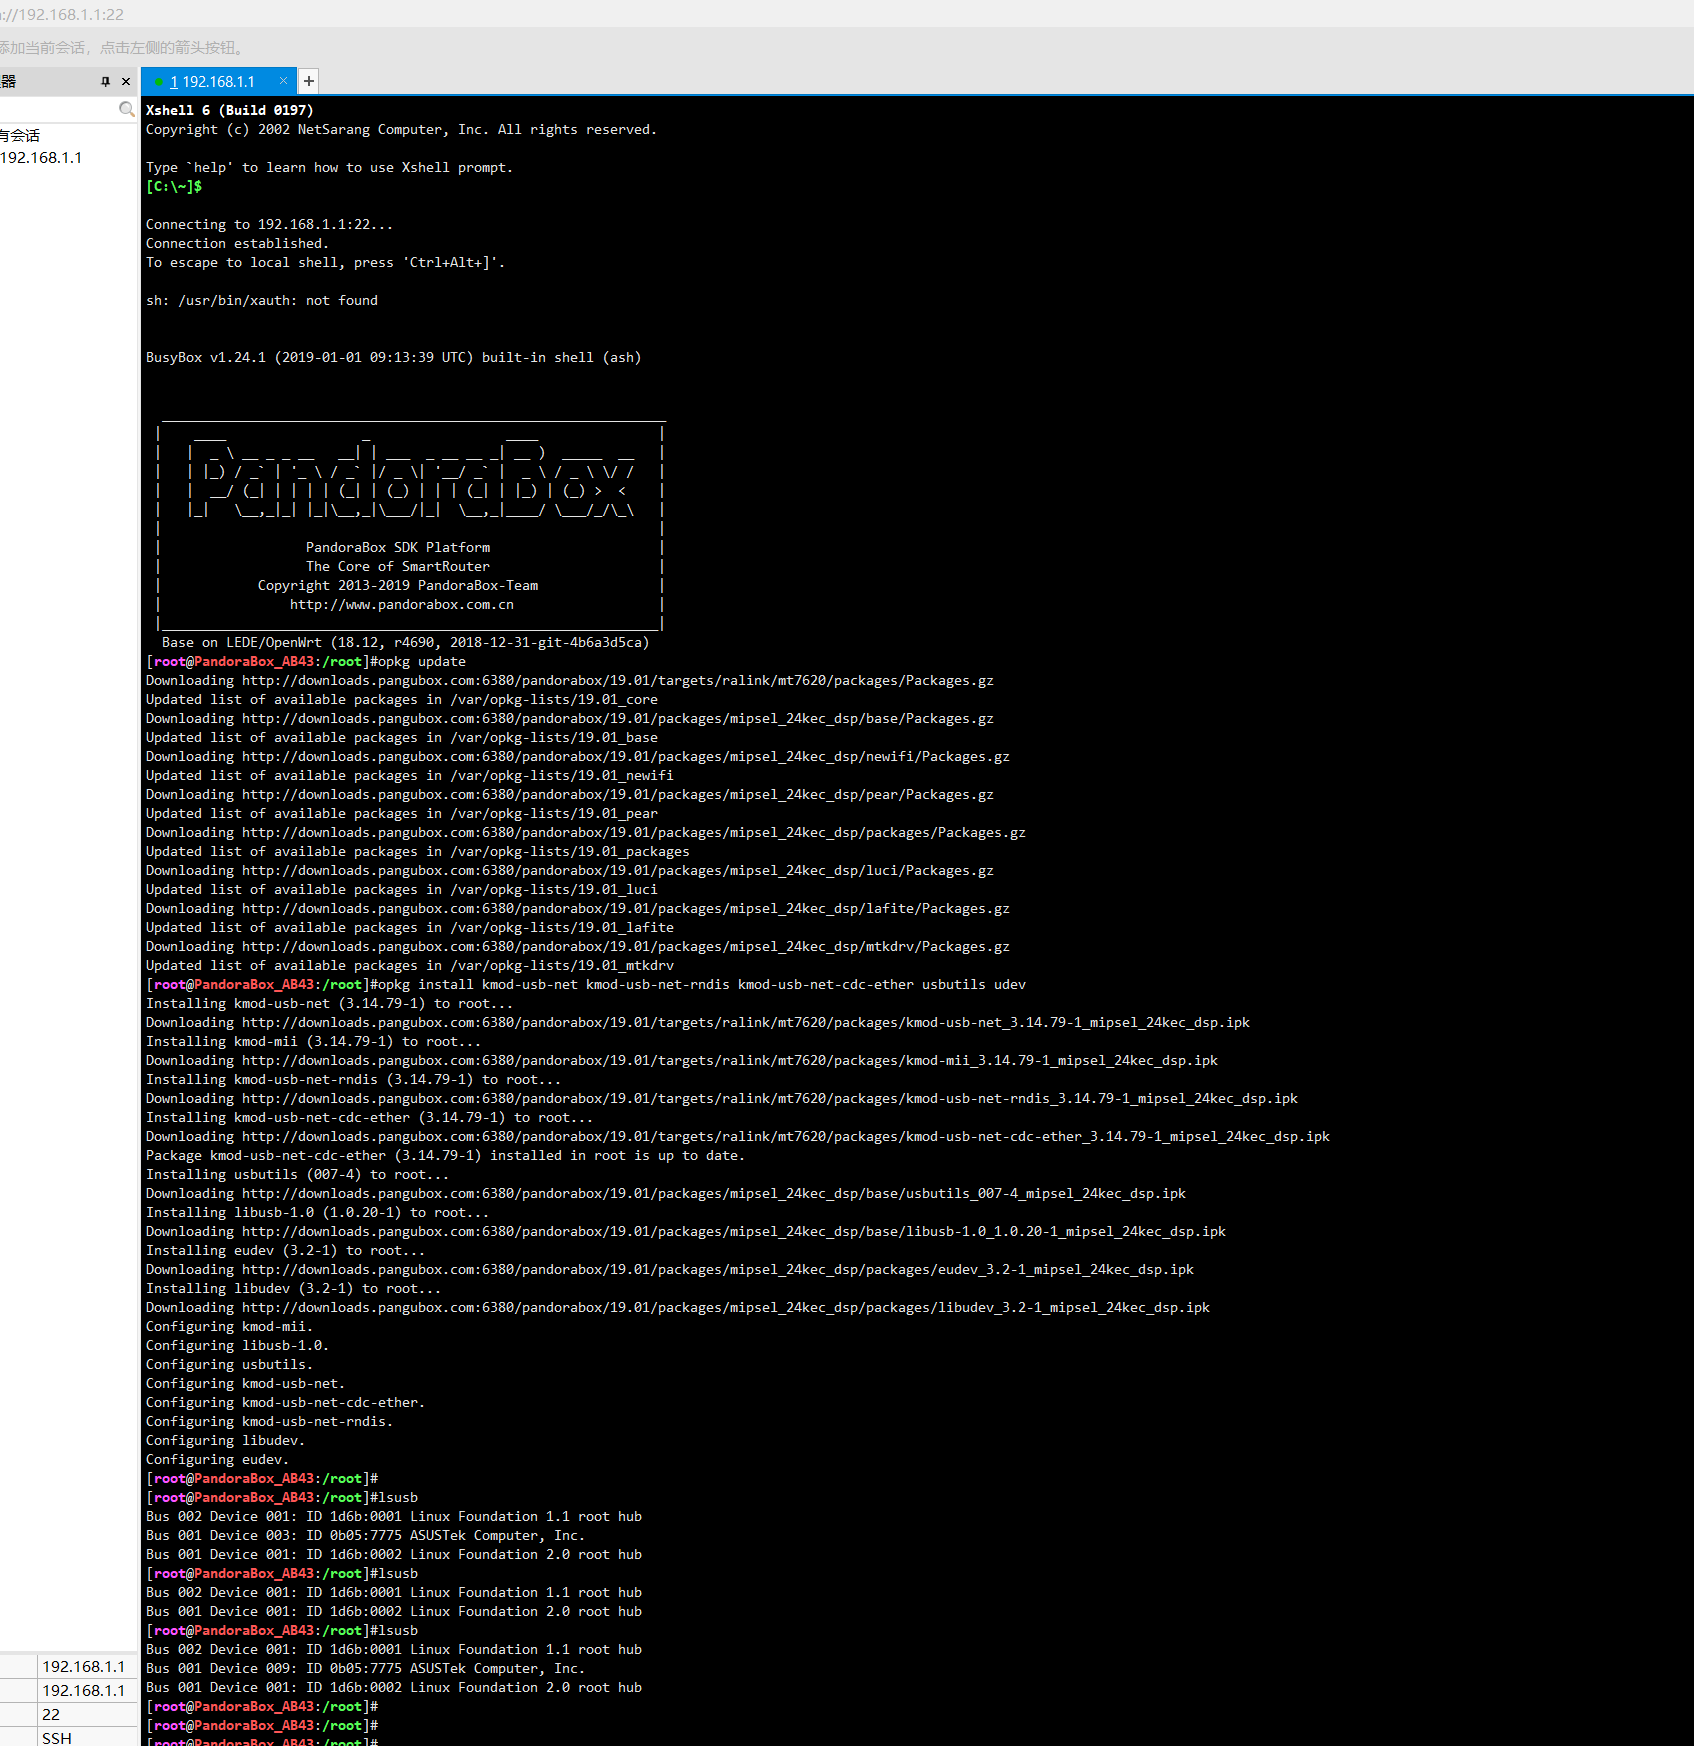 ://192.168.1.1:22
添加当前会话，点击左侧的箭头按钮。
器
1 192.168.1.1
有会话
192.168.1.1
Xshell 6 (Build 0197)
Copyright (c) 2002 NetSarang Computer, Inc. All rights reserved.
Type `help' to learn how to use Xshell prompt.
[C:\~]$
Connecting to 192.168.1.1:22...
Connection established.
To escape to local shell, press 'Ctrl+Alt+]'.
sh: /usr/bin/xauth: not found
BusyBox v1.24.1 (2019-01-01 09:13:39 UTC) built-in shell (ash)
PandoraBox
PandoraBox SDK Platform
The Core of SmartRouter
Copyright 2013-2019 PandoraBox-Team
http://www.pandorabox.com.cn
Base on LEDE/OpenWrt (18.12, r4690, 2018-12-31-git-4b6a3d5ca)
[root@PandoraBox_AB43:/root]#opkg update
Downloading http://downloads.pangubox.com:6380/pandorabox/19.01/targets/ralink/mt7620/packages/Packages.gz
Updated list of available packages in /var/opkg-lists/19.01_core
Downloading http://downloads.pangubox.com:6380/pandorabox/19.01/packages/mipsel_24kec_dsp/base/Packages.gz
Updated list of available packages in /var/opkg-lists/19.01_base
Downloading http://downloads.pangubox.com:6380/pandorabox/19.01/packages/mipsel_24kec_dsp/newifi/Packages.gz
Updated list of available packages in /var/opkg-lists/19.01_newifi
Downloading http://downloads.pangubox.com:6380/pandorabox/19.01/packages/mipsel_24kec_dsp/pear/Packages.gz
Updated list of available packages in /var/opkg-lists/19.01_pear
Downloading http://downloads.pangubox.com:6380/pandorabox/19.01/packages/mipsel_24kec_dsp/packages/Packages.gz
Updated list of available packages in /var/opkg-lists/19.01_packages
Downloading http://downloads.pangubox.com:6380/pandorabox/19.01/packages/mipsel_24kec_dsp/luci/Packages.gz
Updated list of available packages in /var/opkg-lists/19.01_luci
Downloading http://downloads.pangubox.com:6380/pandorabox/19.01/packages/mipsel_24kec_dsp/lafite/Packages.gz
Updated list of available packages in /var/opkg-lists/19.01_lafite
Downloading http://downloads.pangubox.com:6380/pandorabox/19.01/packages/mipsel_24kec_dsp/mtkdrv/Packages.gz
Updated list of available packages in /var/opkg-lists/19.01_mtkdrv
[root@PandoraBox_AB43:/root]#opkg install kmod-usb-net kmod-usb-net-rndis kmod-usb-net-cdc-ether usbutils udev
Installing kmod-usb-net (3.14.79-1) to root...
Downloading http://downloads.pangubox.com:6380/pandorabox/19.01/targets/ralink/mt7620/packages/kmod-usb-net_3.14.79-1_mipsel_24kec_dsp.ipk
Installing kmod-mii (3.14.79-1) to root...
Downloading http://downloads.pangubox.com:6380/pandorabox/19.01/targets/ralink/mt7620/packages/kmod-mii_3.14.79-1_mipsel_24kec_dsp.ipk
Installing kmod-usb-net-rndis (3.14.79-1) to root...
Downloading http://downloads.pangubox.com:6380/pandorabox/19.01/targets/ralink/mt7620/packages/kmod-usb-net-rndis_3.14.79-1_mipsel_24kec_dsp.ipk
Installing kmod-usb-net-cdc-ether (3.14.79-1) to root...
Downloading http://downloads.pangubox.com:6380/pandorabox/19.01/targets/ralink/mt7620/packages/kmod-usb-net-cdc-ether_3.14.79-1_mipsel_24kec_dsp.ipk
Package kmod-usb-net-cdc-ether (3.14.79-1) installed in root is up to date.
Installing usbutils (007-4) to root...
Downloading http://downloads.pangubox.com:6380/pandorabox/19.01/packages/mipsel_24kec_dsp/base/usbutils_007-4_mipsel_24kec_dsp.ipk
Installing libusb-1.0 (1.0.20-1) to root...
Downloading http://downloads.pangubox.com:6380/pandorabox/19.01/packages/mipsel_24kec_dsp/base/libusb-1.0_1.0.20-1_mipsel_24kec_dsp.ipk
Installing eudev (3.2-1) to root...
Downloading http://downloads.pangubox.com:6380/pandorabox/19.01/packages/mipsel_24kec_dsp/packages/eudev_3.2-1_mipsel_24kec_dsp.ipk
Installing libudev (3.2-1) to root...
Downloading http://downloads.pangubox.com:6380/pandorabox/19.01/packages/mipsel_24kec_dsp/packages/libudev_3.2-1_mipsel_24kec_dsp.ipk
Configuring kmod-mii.
Configuring libusb-1.0.
Configuring usbutils.
Configuring kmod-usb-net.
Configuring kmod-usb-net-cdc-ether.
Configuring kmod-usb-net-rndis.
Configuring libudev.
Configuring eudev.
[root@PandoraBox_AB43:/root]#
[root@PandoraBox_AB43:/root]#lsusb
Bus 002 Device 001: ID 1d6b:0001 Linux Foundation 1.1 root hub
Bus 001 Device 003: ID 0b05:7775 ASUSTek Computer, Inc.
Bus 001 Device 001: ID 1d6b:0002 Linux Foundation 2.0 root hub
[root@PandoraBox_AB43:/root]#lsusb
Bus 002 Device 001: ID 1d6b:0001 Linux Foundation 1.1 root hub
Bus 001 Device 001: ID 1d6b:0002 Linux Foundation 2.0 root hub
[root@PandoraBox_AB43:/root]#lsusb
Bus 002 Device 001: ID 1d6b:0001 Linux Foundation 1.1 root hub
Bus 001 Device 009: ID 0b05:7775 ASUSTek Computer, Inc.
Bus 001 Device 001: ID 1d6b:0002 Linux Foundation 2.0 root hub
[root@PandoraBox_AB43:/root]#
[root@PandoraBox_AB43:/root]#
[root@PandoraBox_AB43:/root]#
192.168.1.1
192.168.1.1
22
SSH